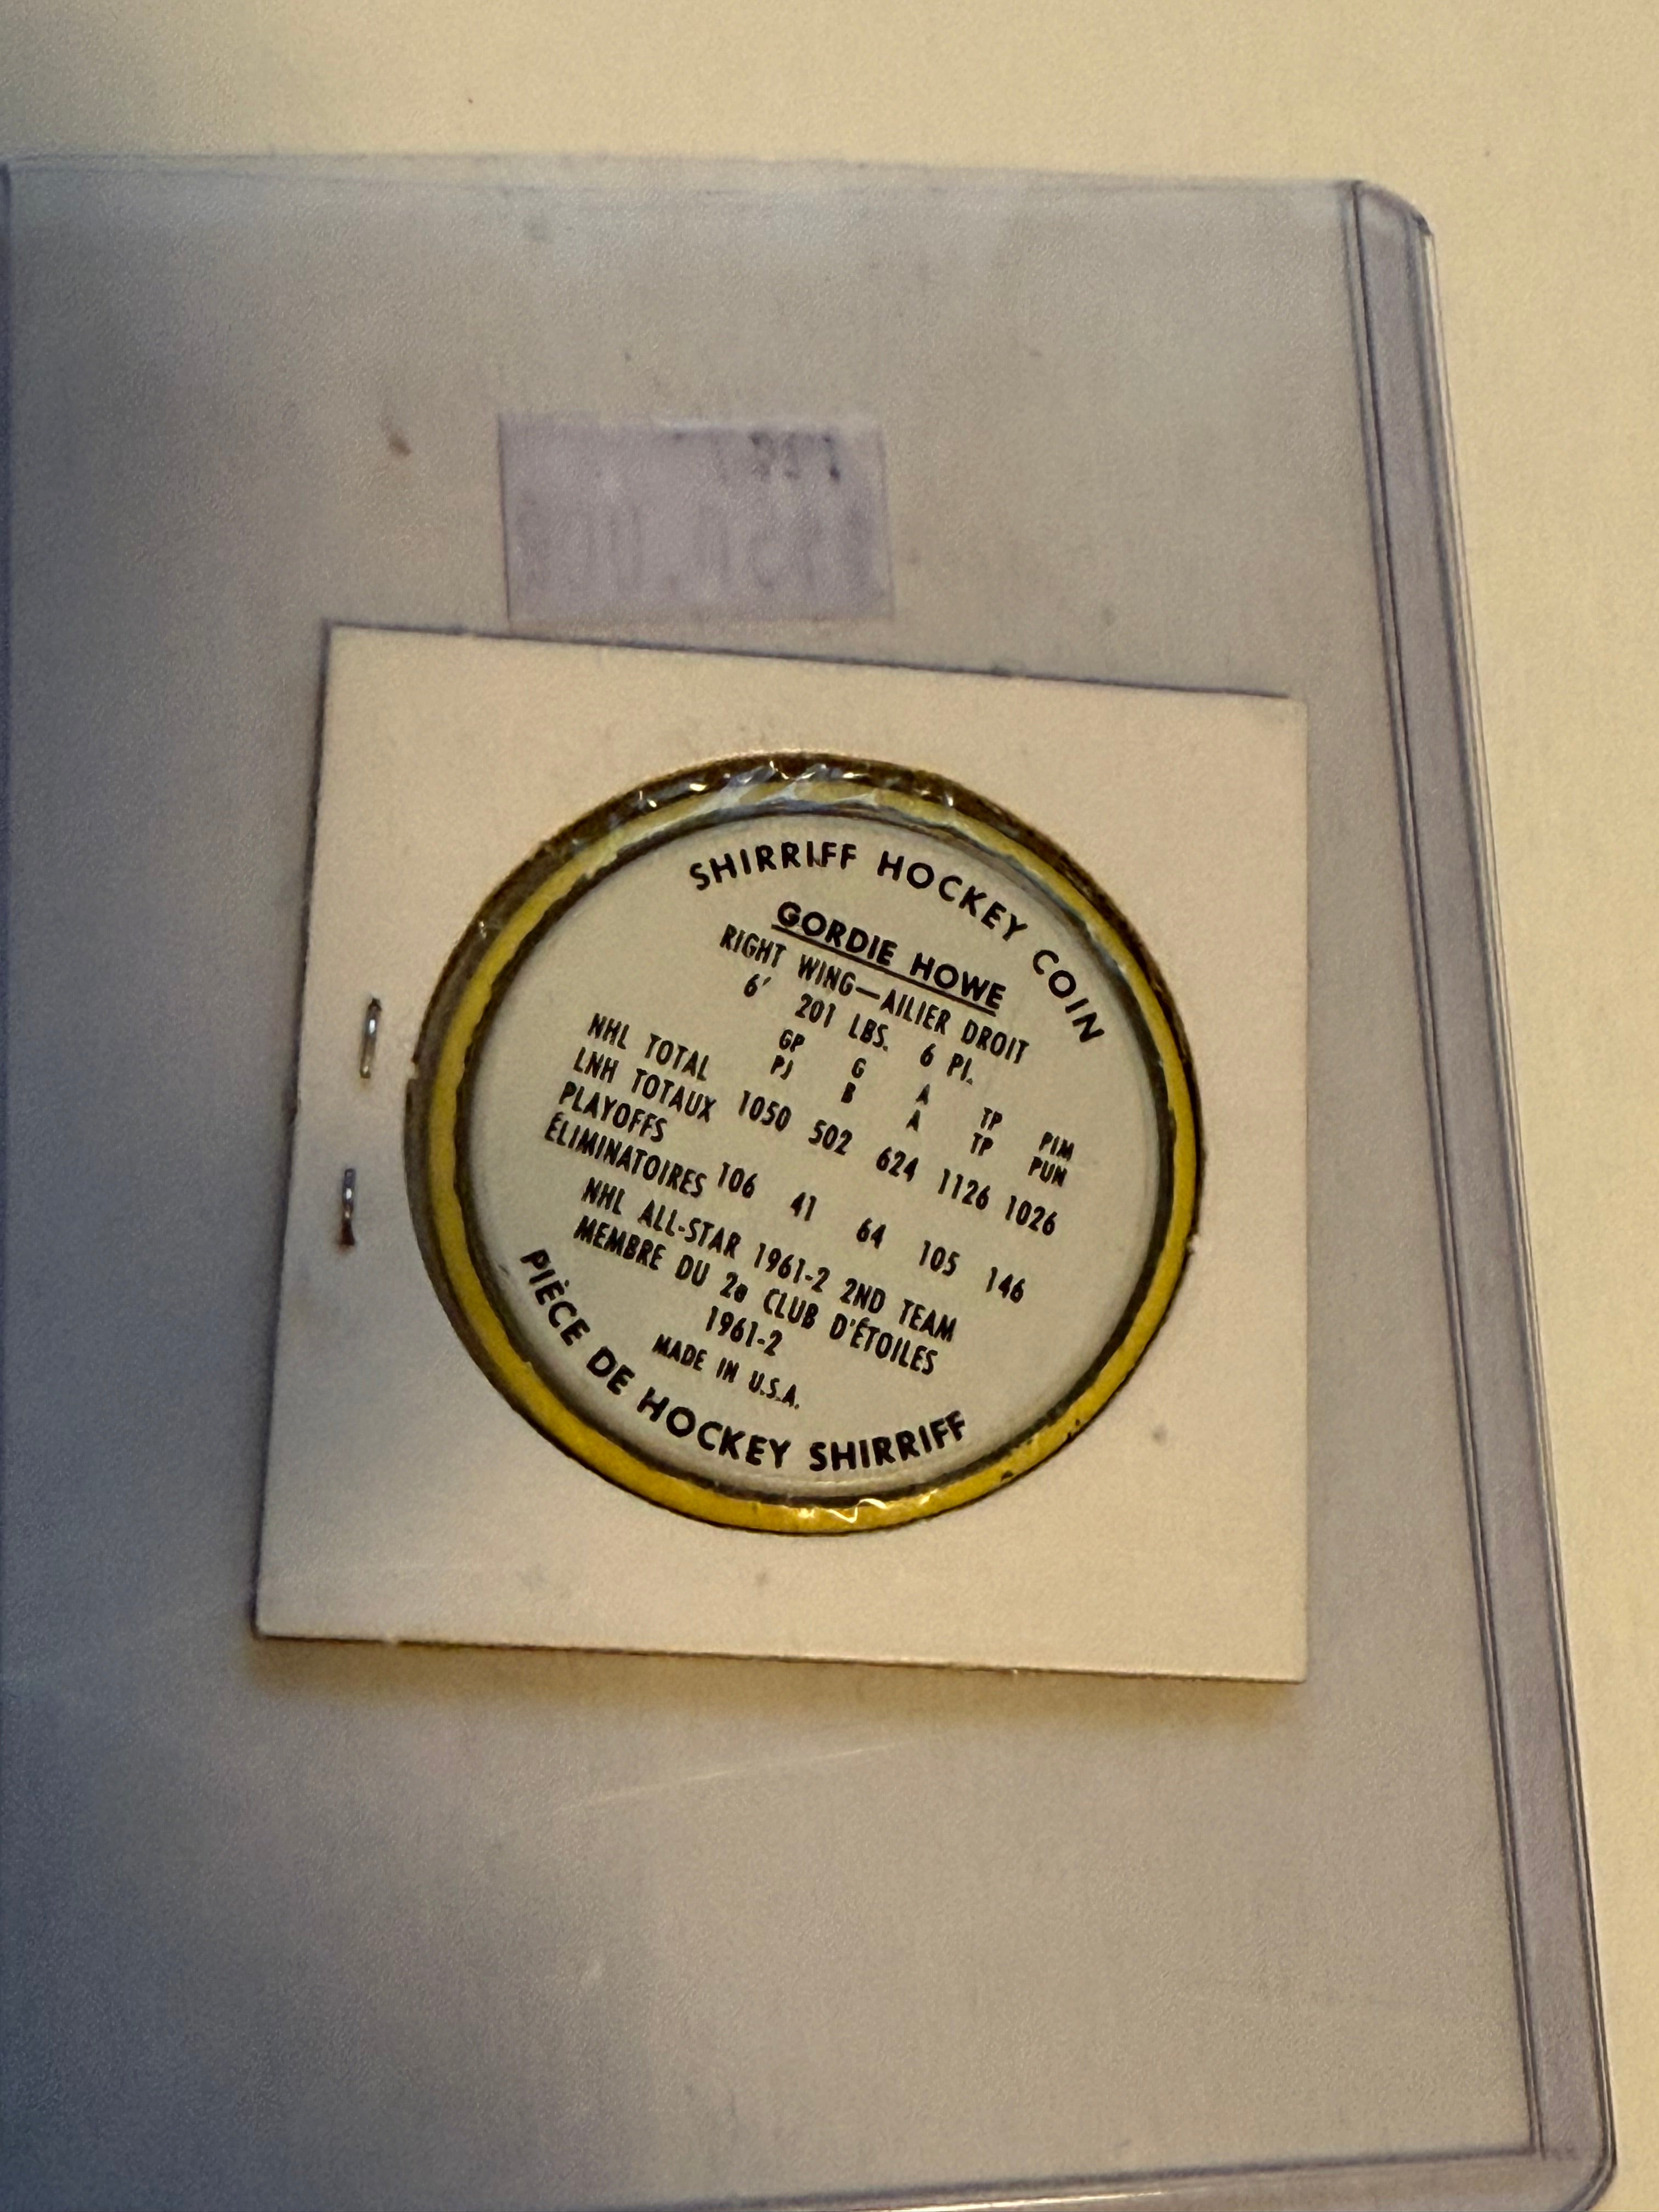 SHIRRIFF HOCKEY COIN
GORDIE HOWE
RIGHT WING—AILIER DROIT
6' 201 LBS. 6 PI.
GP G A TP PIM
PJ B A TP PUN
NHL TOTAL
LNH TOTAUX 1050 502 624 1126 1026
PLAYOFFS
ÉLIMINATOIRES 106 41 64 105 146
NHL ALL-STAR 1961-2 2ND TEAM
MEMBRE DU 2e CLUB D'ÉTOILES
1961-2
MADE IN U.S.A.
PIÈCE DE HOCKEY SHIRRIFF